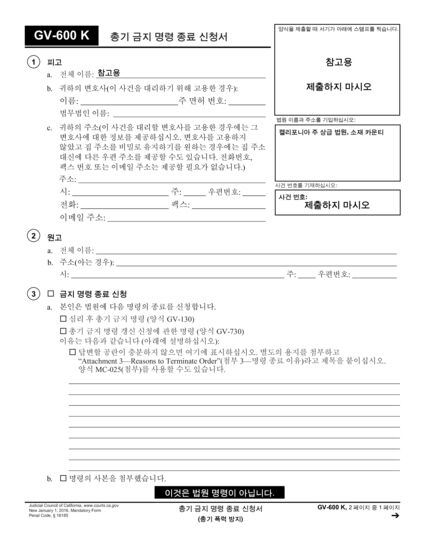 GV-600 K 총기 금지 명령 종료 신청서
양식을 제출할 때 서기가 아래에 스탬프를 찍습니다.
참고용
제출하지 마시오
법원 이름과 주소를 기입하십시오:
캘리포니아 주 상급 법원, 소재 카운티
사건 번호를 기재하십시오:
사건 번호:
제출하지 마시오
1 피고
a. 전체 이름: 참고용
b. 귀하의 변호사(이 사건을 대리하기 위해 고용한 경우):
이름: 주 면허 번호:
법무법인 이름:
c. 귀하의 주소(이 사건을 대리할 변호사를 고용한 경우에는 그
변호사에 대한 정보를 제공하십시오. 변호사를 고용하지
않았고 집 주소를 비밀로 유지하기를 원하는 경우에는 집 주소
대신에 다른 우편 주소를 제공할 수도 있습니다. 전화번호,
팩스 번호 또는 이메일 주소는 제공할 필요가 없습니다.)
주소:
시: 주: 우편번호:
전화: 팩스:
이메일 주소:
2 원고
a. 전체 이름:
b. 주소(아는 경우):
시: 주: 우편번호:
3 금지 명령 종료 신청
a. 본인은 법원에 다음 명령의 종료를 신청합니다.
심리 후 총기 금지 명령 (양식 GV-130)
총기 금지 명령 갱신 신청에 관한 명령 (양식 GV-730)
이유는 다음과 같습니다 (아래에 설명하십시오):
답변할 공란이 충분하지 않으면 여기에 표시하십시오. 별도의 용지를 첨부하고
“Attachment 3—Reasons to Terminate Order”(첨부 3—명령 종료 이유)라고 제목을 붙이십시오.
양식 MC-025(첨부)를 사용할 수도 있습니다.
b. 명령의 사본을 첨부했습니다.
이것은 법원 명령이 아닙니다.
Judicial Council of California, www.courts.ca.gov
New January 1, 2016, Mandatory Form
Penal Code, § 18185
총기 금지 명령 종료 신청서
(총기 폭력 방지)
GV-600 K, 2 페이지 중 1 페이지
→